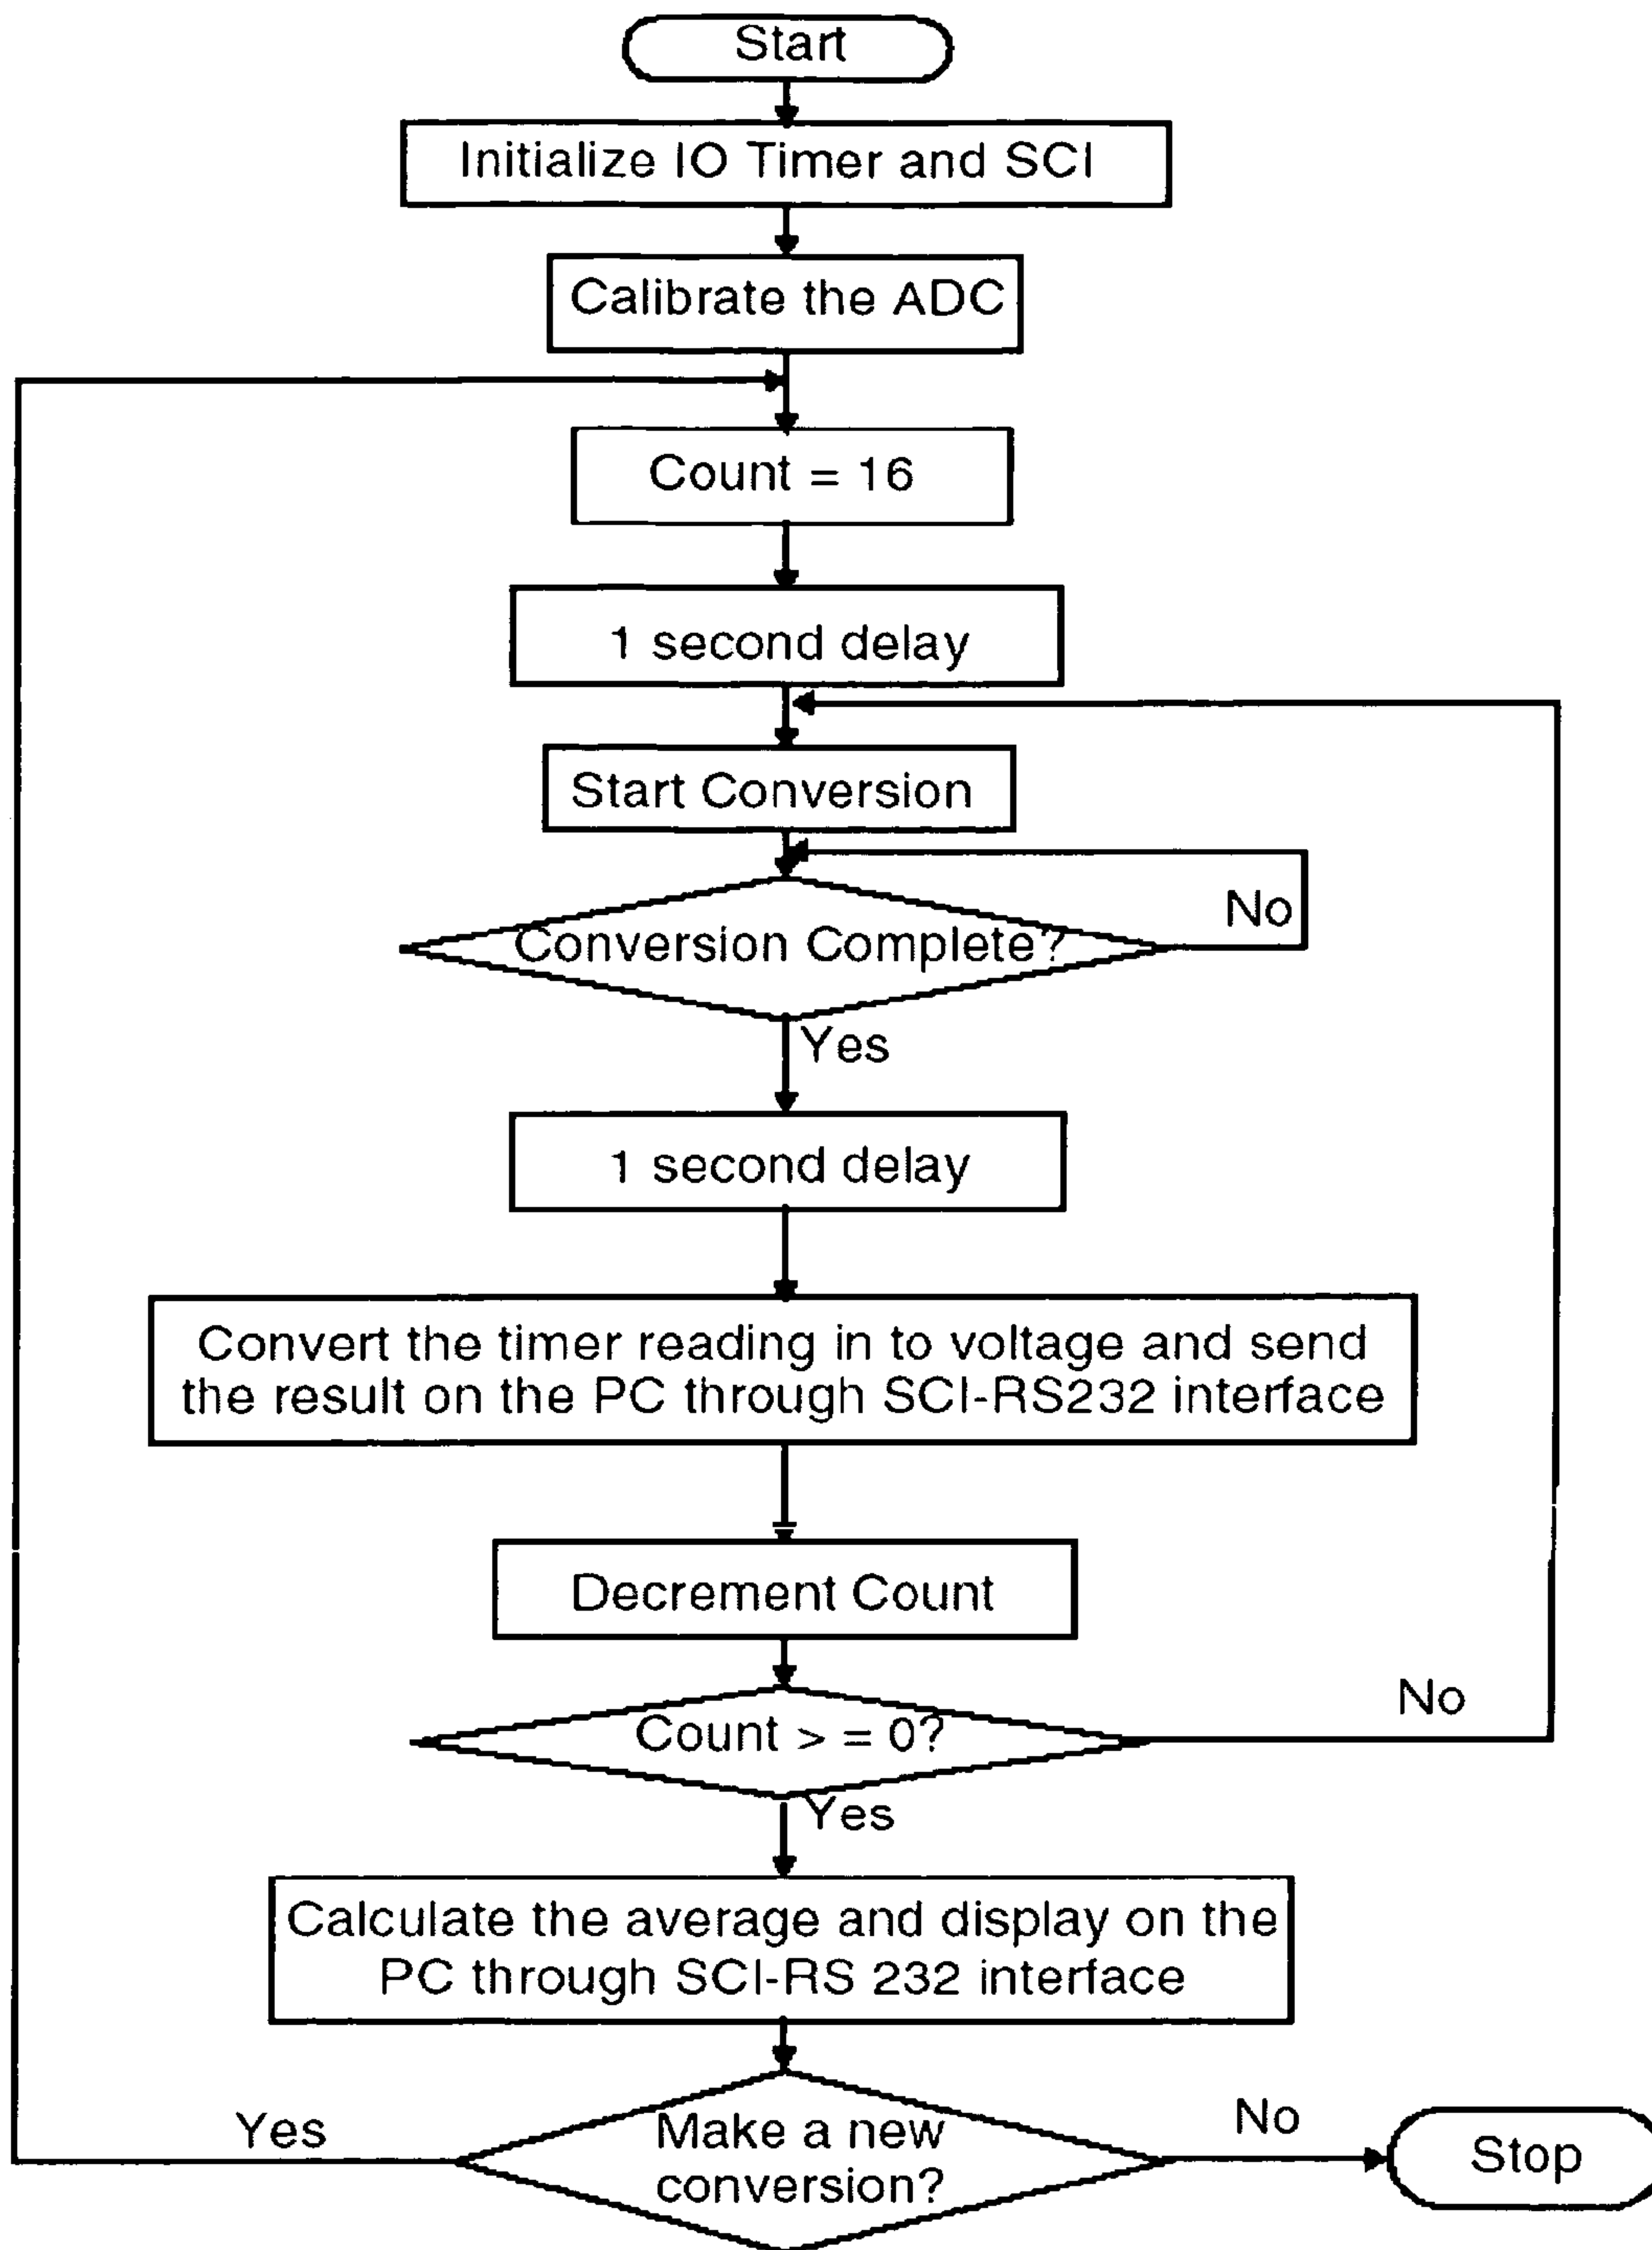 Start
Initialize IO Timer and SCI
Calibrate the ADC
Count = 16
1 second delay
Start Conversion
No
Conversion Complete?
Yes
1 second delay
Convert the timer reading in to voltage and send
the result on the PC through SCI-RS232 interface
Decrement Count
No
Count > = 0?
Yes
Calculate the average and display on the
PC through SCI-RS 232 interface
Yes
Make a new
conversion?
No
Stop